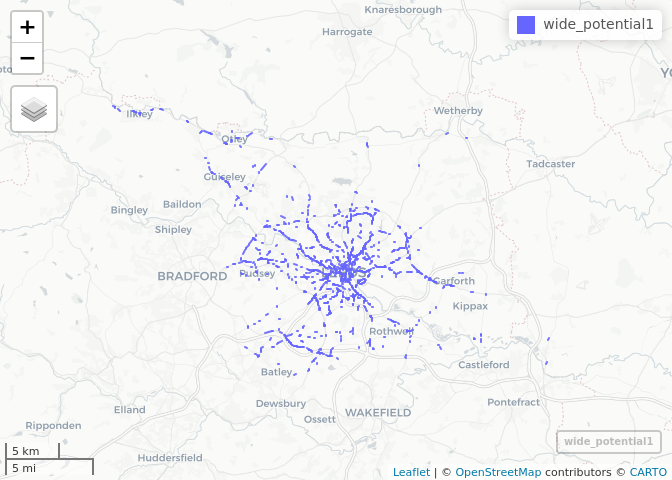 +
−
wide_potential1
Knaresborough
Harrogate
Wetherby
Ilkley
Otley
Tadcaster
Guiseley
Baildon
Bingley
Shipley
BRADFORD
Pudsey
Garforth
Kippax
Rothwell
Castleford
Batley
Pontefract
Dewsbury
Elland
Ossett
WAKEFIELD
Ripponden
Huddersfield
wide_potential1
5 km
5 mi
Leaflet | © OpenStreetMap contributors © CARTO